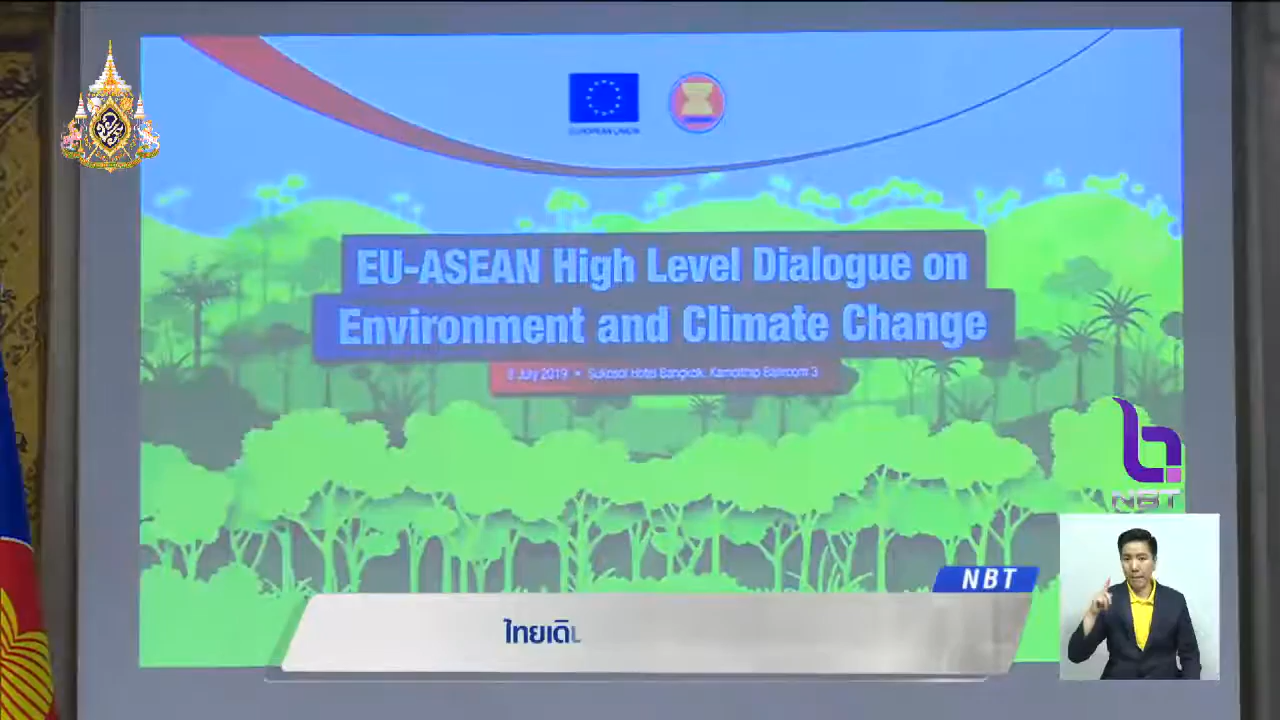 EUROPEAN UNION
EU-ASEAN High Level Dialogue on
Environment and Climate Change
8 July 2019 • Sukosol Hotel Bangkok, Kamolthip Ballroom 3
NBT
NBT
ไทยเดิน